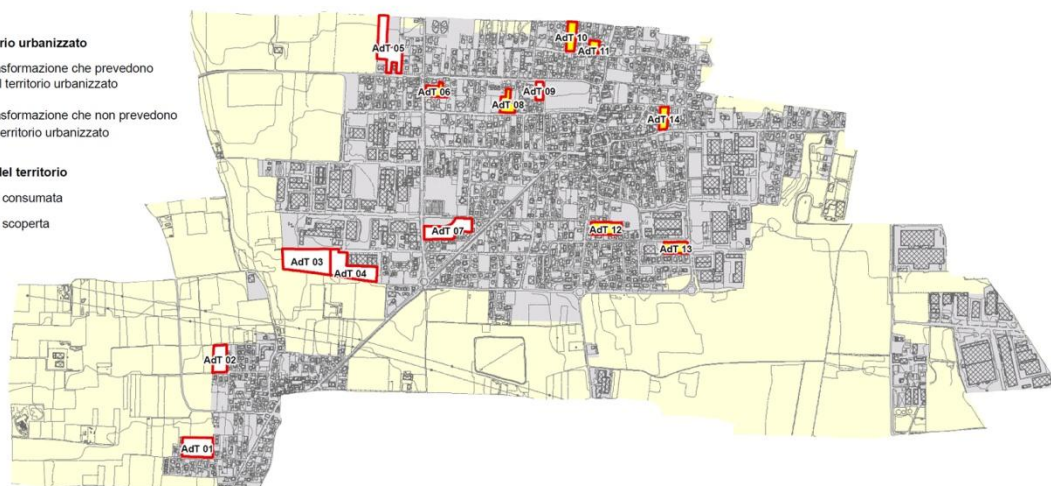 rio urbanizzato
sformazione che prevedono
l territorio urbanizzato
sformazione che non prevedono
erritorio urbanizzato
del territorio
consumata
scoperta
AdT 05
AdT 10
AdT 11
AdT 06
AdT 08
AdT 09
AdT 14
AdT 07
AdT 12
AdT 13
AdT 03
AdT 04
AdT 02
AdT 01